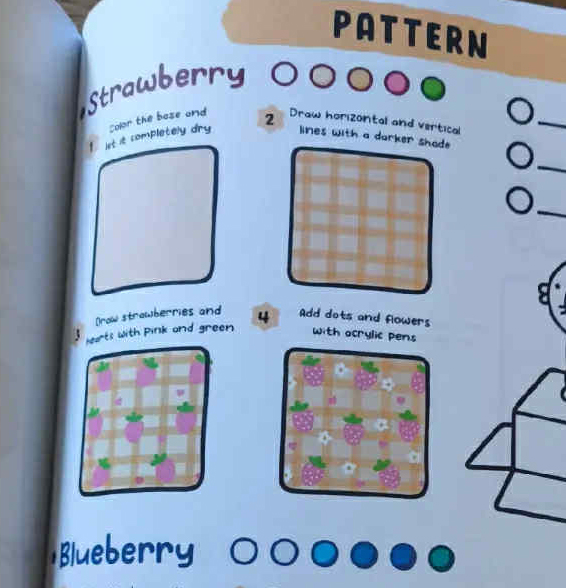 PATTERN
Strawberry
1
Color the base and
let it completely dry
2
Draw horizontal and vertical
lines with a darker shade
3
Draw strawberries and
hearts with pink and green
4
Add dots and flowers
with acrylic pens
Blueberry